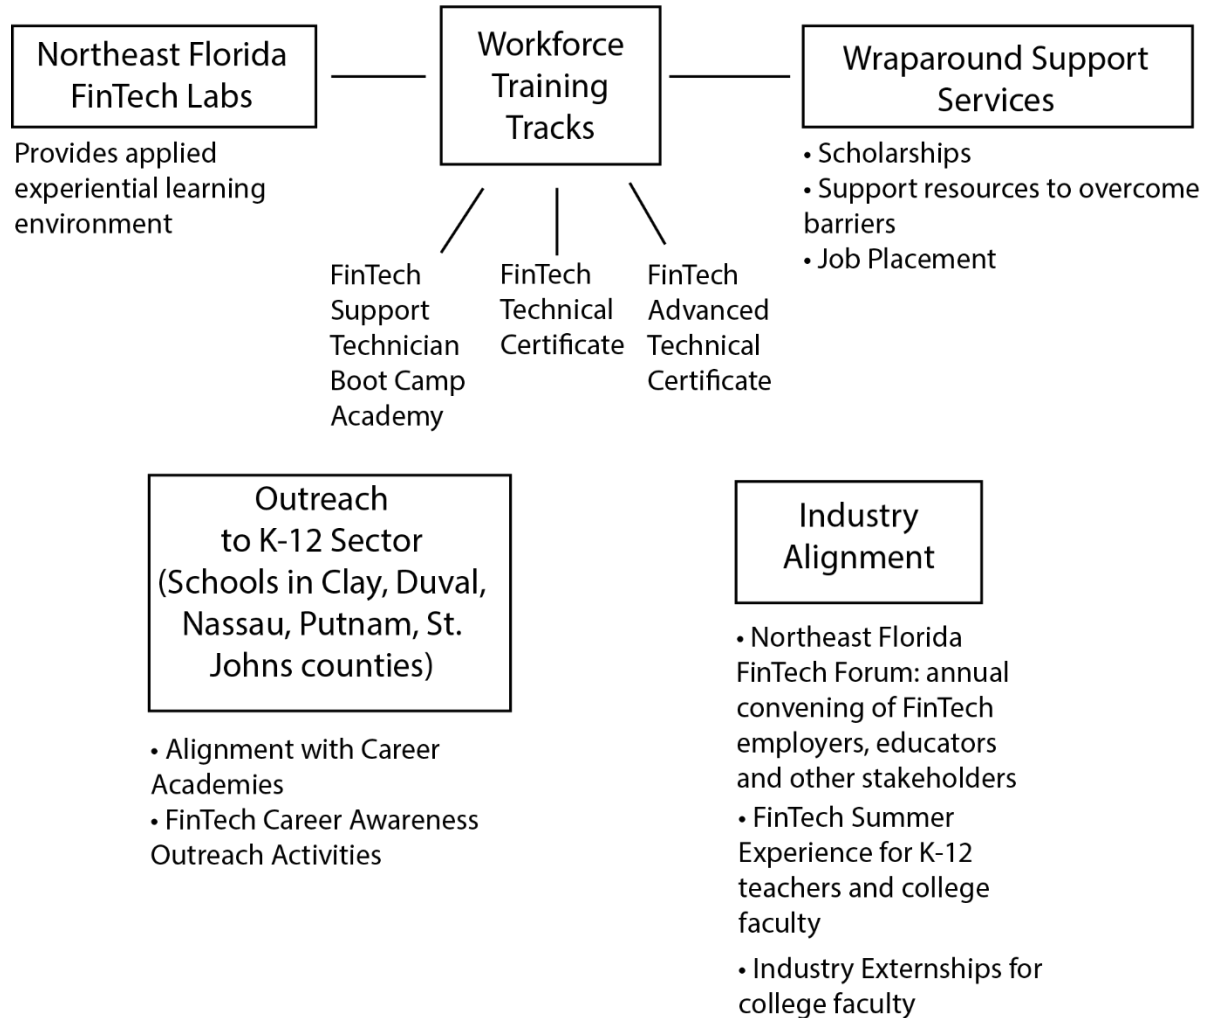 Northeast Florida
FinTech Labs
Provides applied
experiential learning
environment
Workforce
Training
Tracks
Wraparound Support
Services
• Scholarships
• Support resources to overcome
barriers
• Job Placement
FinTech
Support
Technician
Boot Camp
Academy
FinTech
Technical
Certificate
FinTech
Advanced
Technical
Certificate
Outreach
to K-12 Sector
(Schools in Clay, Duval,
Nassau, Putnam, St.
Johns counties)
• Alignment with Career
Academies
• FinTech Career Awareness
Outreach Activities
Industry
Alignment
• Northeast Florida
FinTech Forum: annual
convening of FinTech
employers, educators
and other stakeholders
• FinTech Summer
Experience for K-12
teachers and college
faculty
• Industry Externships for
college faculty